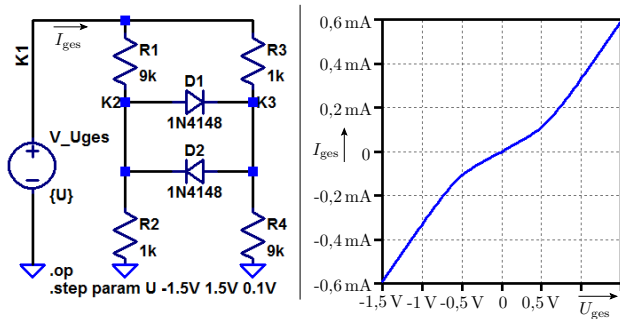 K1
I_ges
R1
9k
R3
1k
K2
D1
K3
1N4148
V_Uges
+
−
{U}
D2
1N4148
R2
1k
R4
9k
.op
.step param U -1.5V 1.5V 0.1V
0,6 mA
0,4 mA
0,2 mA
I_ges
0
-0,2 mA
-0,4 mA
-0,6 mA
-1,5 V -1 V -0,5 V 0 0,5 V U_ges